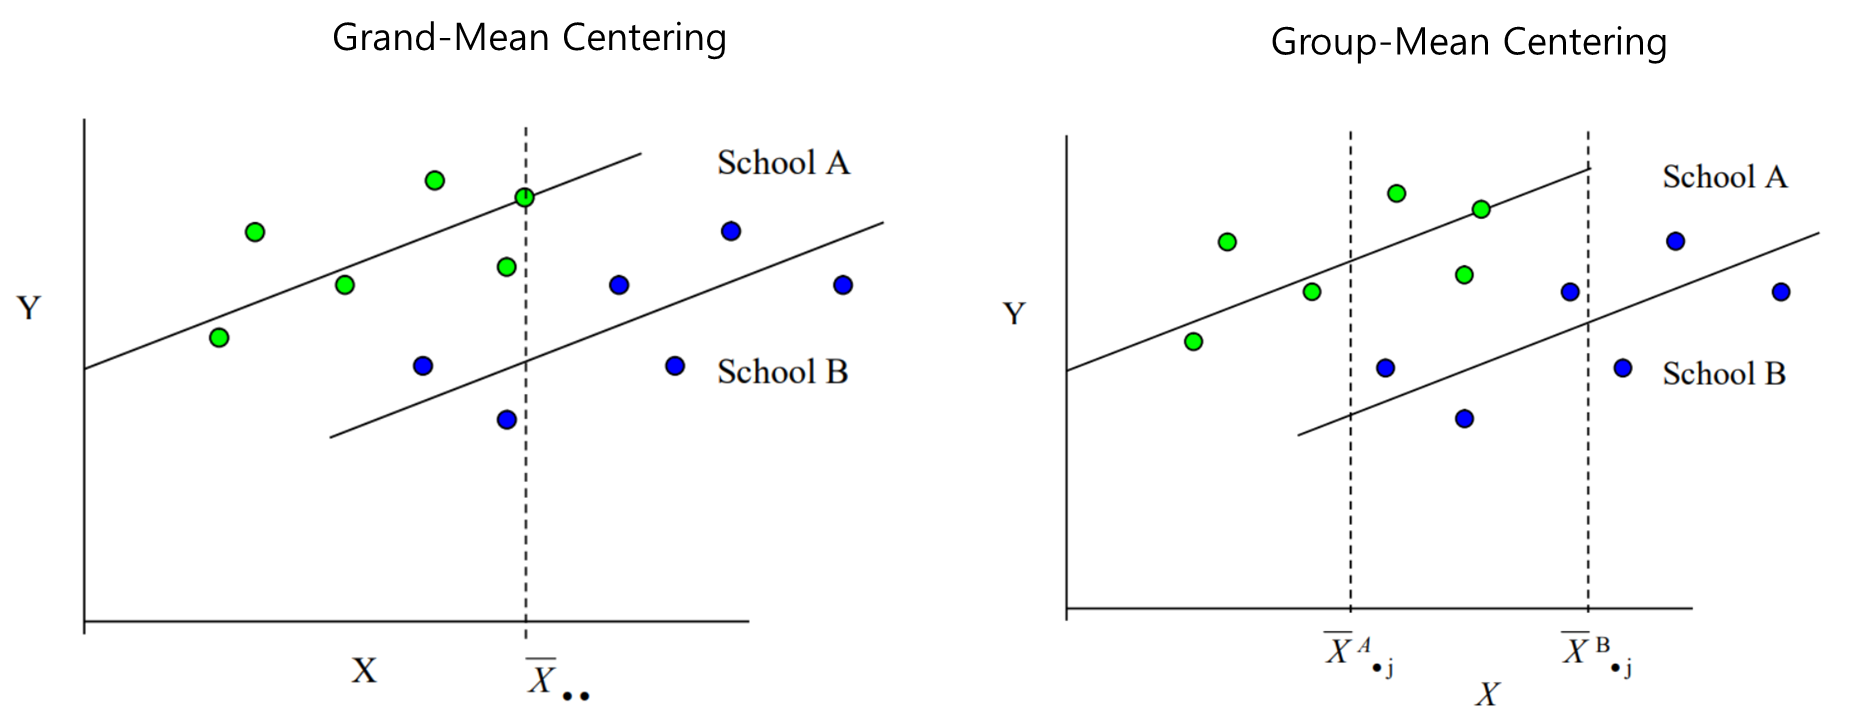 Grand-Mean Centering
School A
Y
School B
X
X̄..
Group-Mean Centering
School A
Y
School B
X̄ᴬ.j
X̄ᴮ.j
X